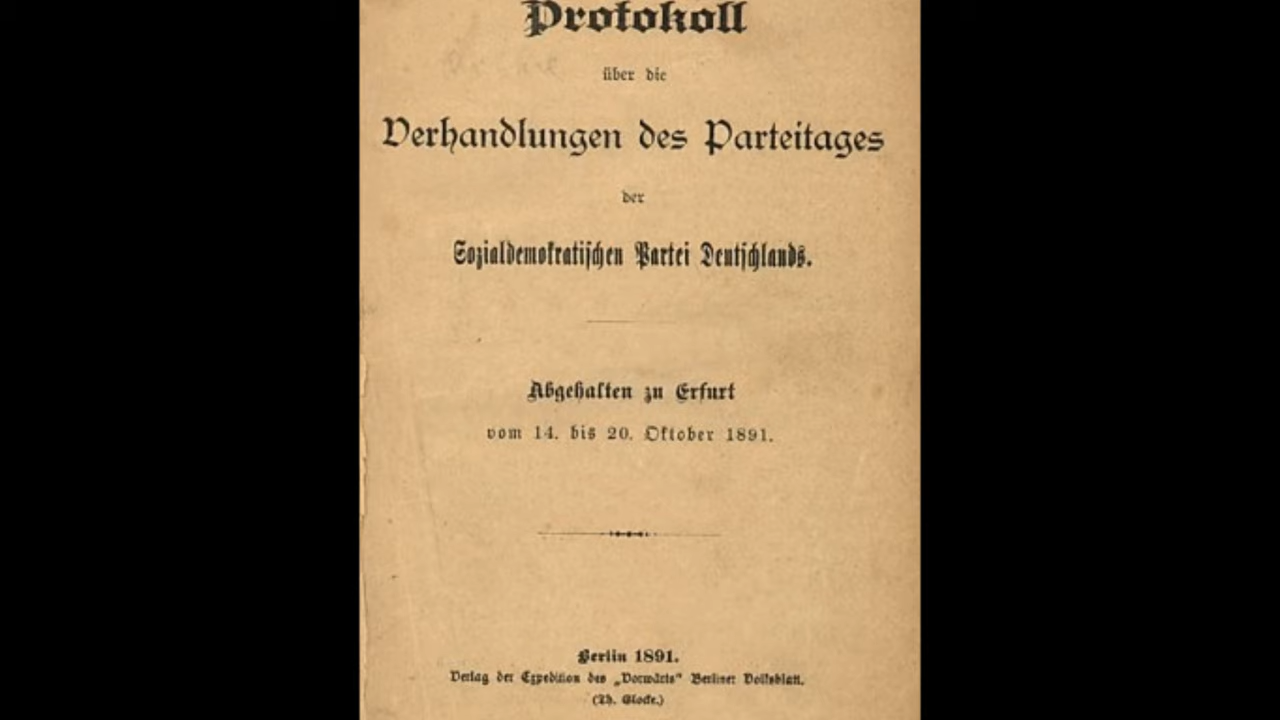 Protokoll
über die
Verhandlungen des Parteitages
der
Sozialdemokratischen Partei Deutschlands.
Abgehalten zu Erfurt
vom 14. bis 20. Oktober 1891.
Berlin 1891.
Verlag der Expedition des „Vorwärts“ Berliner Volksblatt.
(Th. Glocke.)